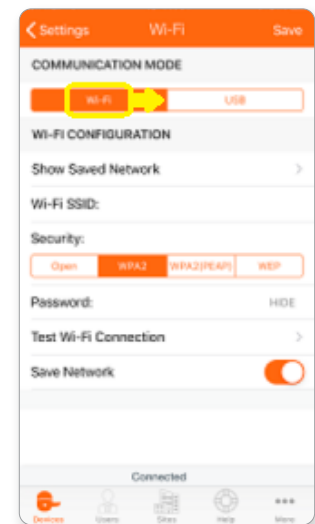 Settings Wi-Fi Save
COMMUNICATION MODE
Wi-Fi USB
WI-FI CONFIGURATION
Show Saved Network
Wi-Fi SSID:
Security:
Open WPA2 WPA2(PEAP) WEP
Password: HIDE
Test Wi-Fi Connection
Save Network
Connected
Devices Users Sites Help More